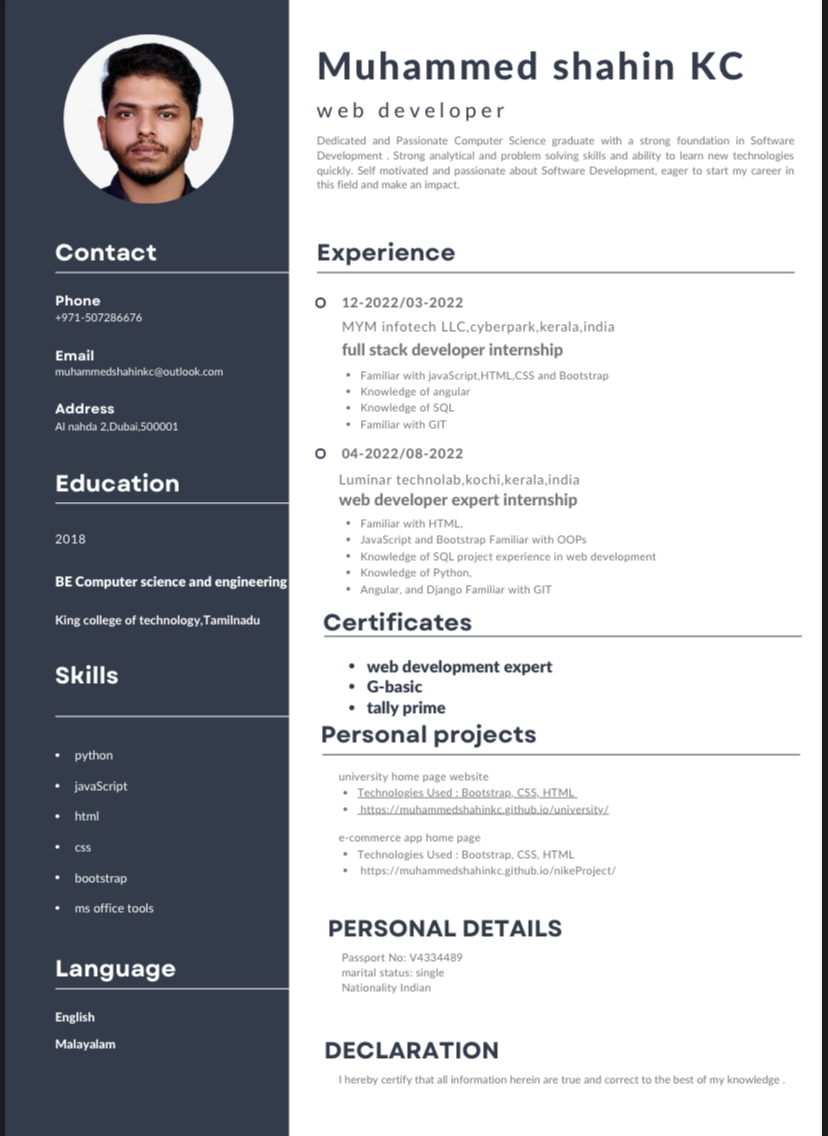 Muhammed shahin KC
web developer
Dedicated and Passionate Computer Science graduate with a strong foundation in Software
Development . Strong analytical and problem solving skills and ability to learn new technologies
quickly. Self motivated and passionate about Software Development, eager to start my career in
this field and make an impact.
Contact
Phone
+971-507286676
Email
muhammedshahinkc@outlook.com
Address
Al nahda 2,Dubai,500001
Education
2018
BE Computer science and engineering
King college of technology,Tamilnadu
Skills
• python
• javaScript
• html
• css
• bootstrap
• ms office tools
Language
English
Malayalam
Experience
12-2022/03-2022
MYM infotech LLC,cyberpark,kerala,india
full stack developer internship
• Familiar with javaScript,HTML,CSS and Bootstrap
• Knowledge of angular
• Knowledge of SQL
• Familiar with GIT
04-2022/08-2022
Luminar technolab,kochi,kerala,india
web developer expert internship
• Familiar with HTML,
• JavaScript and Bootstrap Familiar with OOPs
• Knowledge of SQL project experience in web development
• Knowledge of Python,
• Angular, and Django Familiar with GIT
Certificates
• web development expert
• G-basic
• tally prime
Personal projects
university home page website
• Technologies Used : Bootstrap, CSS, HTML
• https://muhammedshahinkc.github.io/university/
e-commerce app home page
• Technologies Used : Bootstrap, CSS, HTML
• https://muhammedshahinkc.github.io/nikeProject/
PERSONAL DETAILS
Passport No: V4334489
marital status: single
Nationality Indian
DECLARATION
I hereby certify that all information herein are true and correct to the best of my knowledge .